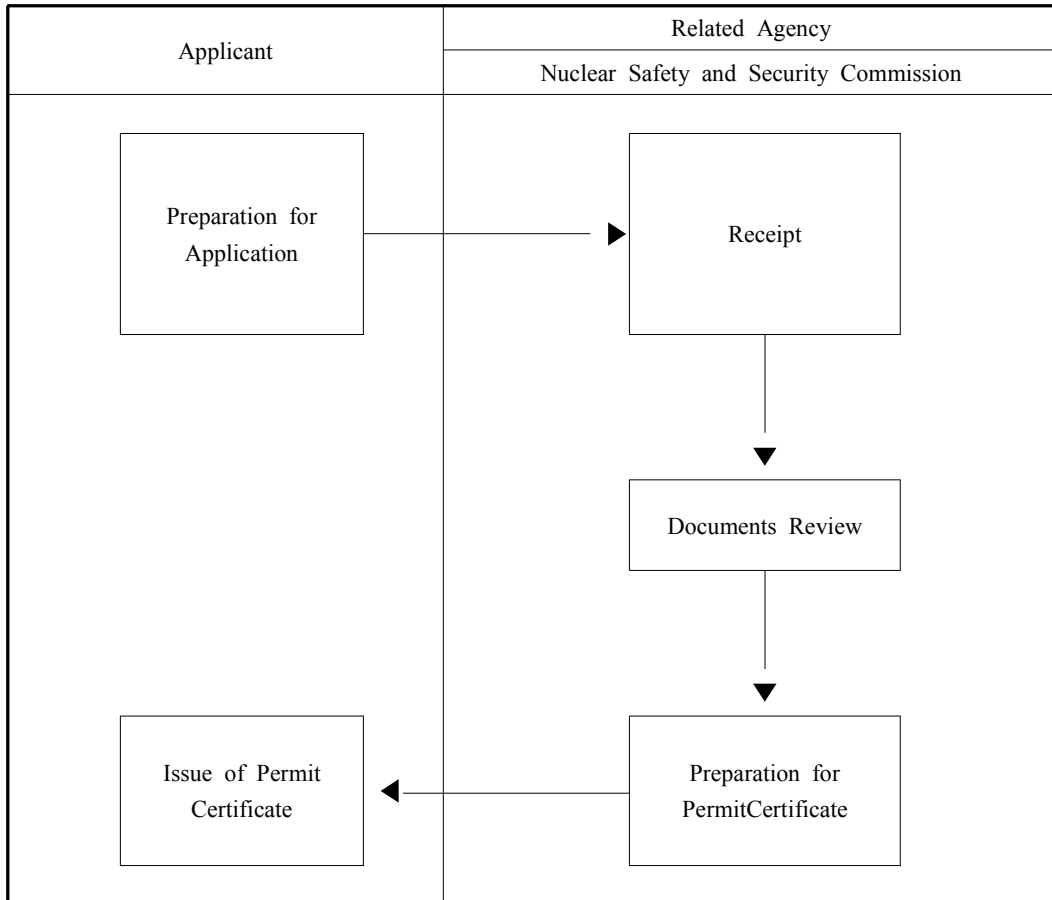 Applicant
Related Agency
Nuclear Safety and Security Commission
Preparation for
Application
Receipt
Documents Review
Issue of Permit
Certificate
Preparation for
PermitCertificate